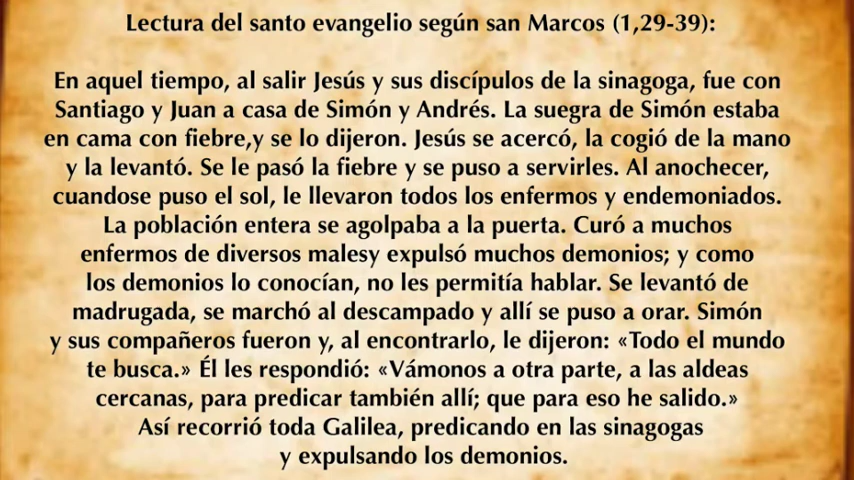 Lectura del santo evangelio según san Marcos (1,29-39):
En aquel tiempo, al salir Jesús y sus discípulos de la sinagoga, fue con
Santiago y Juan a casa de Simón y Andrés. La suegra de Simón estaba
en cama con fiebre,y se lo dijeron. Jesús se acercó, la cogió de la mano
y la levantó. Se le pasó la fiebre y se puso a servirles. Al anochecer,
cuandose puso el sol, le llevaron todos los enfermos y endemoniados.
La población entera se agolpaba a la puerta. Curó a muchos
enfermos de diversos malesy expulsó muchos demonios; y como
los demonios lo conocían, no les permitía hablar. Se levantó de
madrugada, se marchó al descampado y allí se puso a orar. Simón
y sus compañeros fueron y, al encontrarlo, le dijeron: «Todo el mundo
te busca.» Él les respondió: «Vámonos a otra parte, a las aldeas
cercanas, para predicar también allí; que para eso he salido.»
Así recorrió toda Galilea, predicando en las sinagogas
y expulsando los demonios.